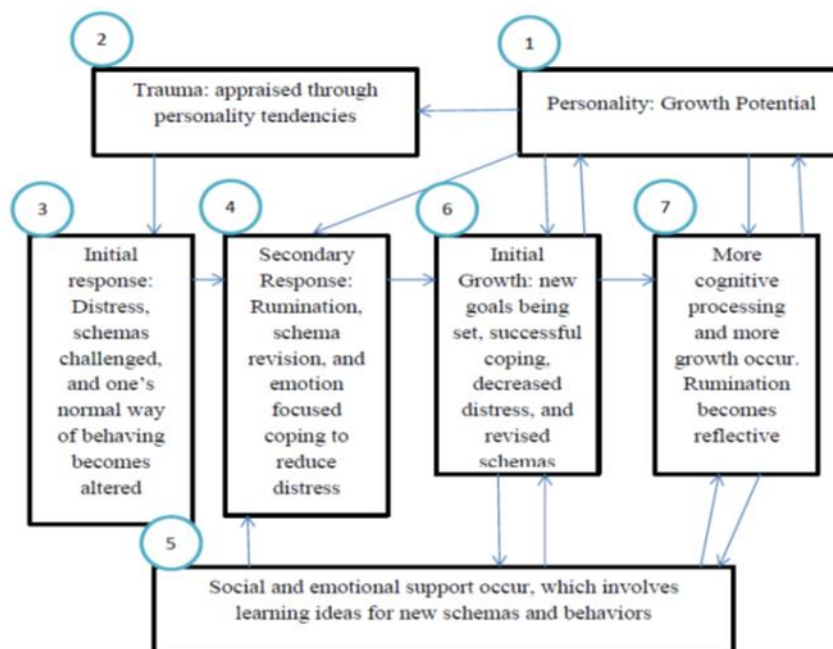 2
1
Trauma: appraised through
personality tendencies
Personality: Growth Potential
3
Initial
response:
Distress,
schemas
challenged,
and one's
normal way
of behaving
becomes
altered
4
Secondary
Response:
Rumination,
schema
revision, and
emotion
focused
coping to
reduce
distress
6
Initial
Growth: new
goals being
set, successful
coping,
decreased
distress, and
revised
schemas
7
More
cognitive
processing
and more
growth occur.
Rumination
becomes
reflective
5
Social and emotional support occur, which involves
learning ideas for new schemas and behaviors